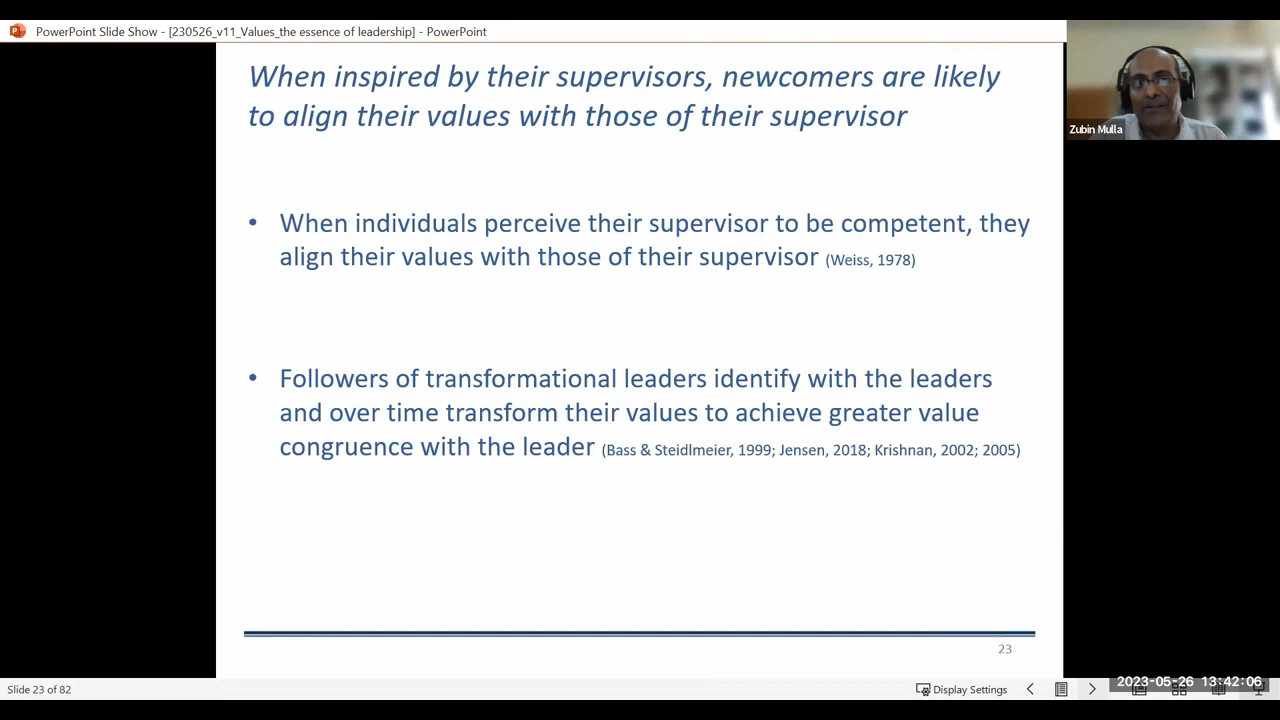 PowerPoint Slide Show - [230526_v11_Values_the essence of leadership] - PowerPoint
When inspired by their supervisors, newcomers are likely
to align their values with those of their supervisor
Zubin Mulla
• When individuals perceive their supervisor to be competent, they
align their values with those of their supervisor (Weiss, 1978)
• Followers of transformational leaders identify with the leaders
and over time transform their values to achieve greater value
congruence with the leader (Bass & Steidlmeier, 1999; Jensen, 2018; Krishnan, 2002; 2005)
23
Slide 23 of 82
Display Settings
2023-05-26 13:42:06